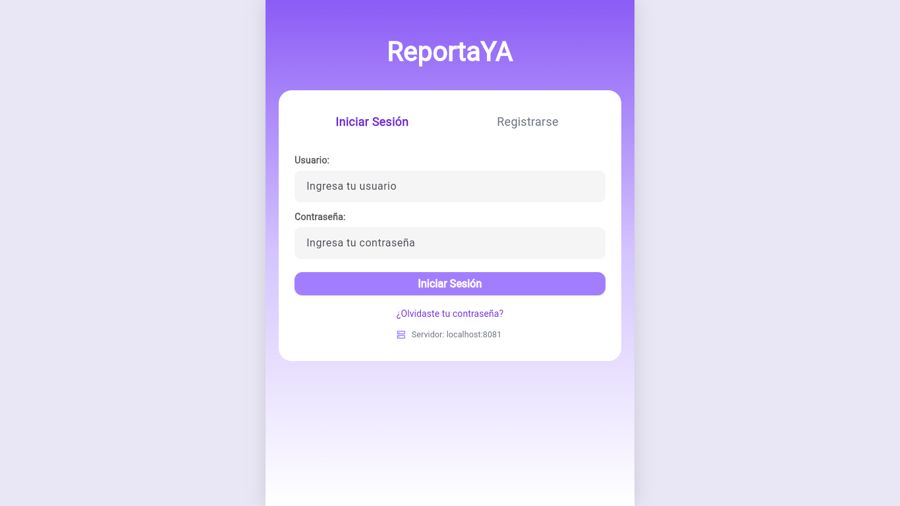 ReportaYA
Iniciar Sesión
Registrarse
Usuario:
Ingresa tu usuario
Contraseña:
Ingresa tu contraseña
Iniciar Sesión
¿Olvidaste tu contraseña?
Servidor: localhost:8081